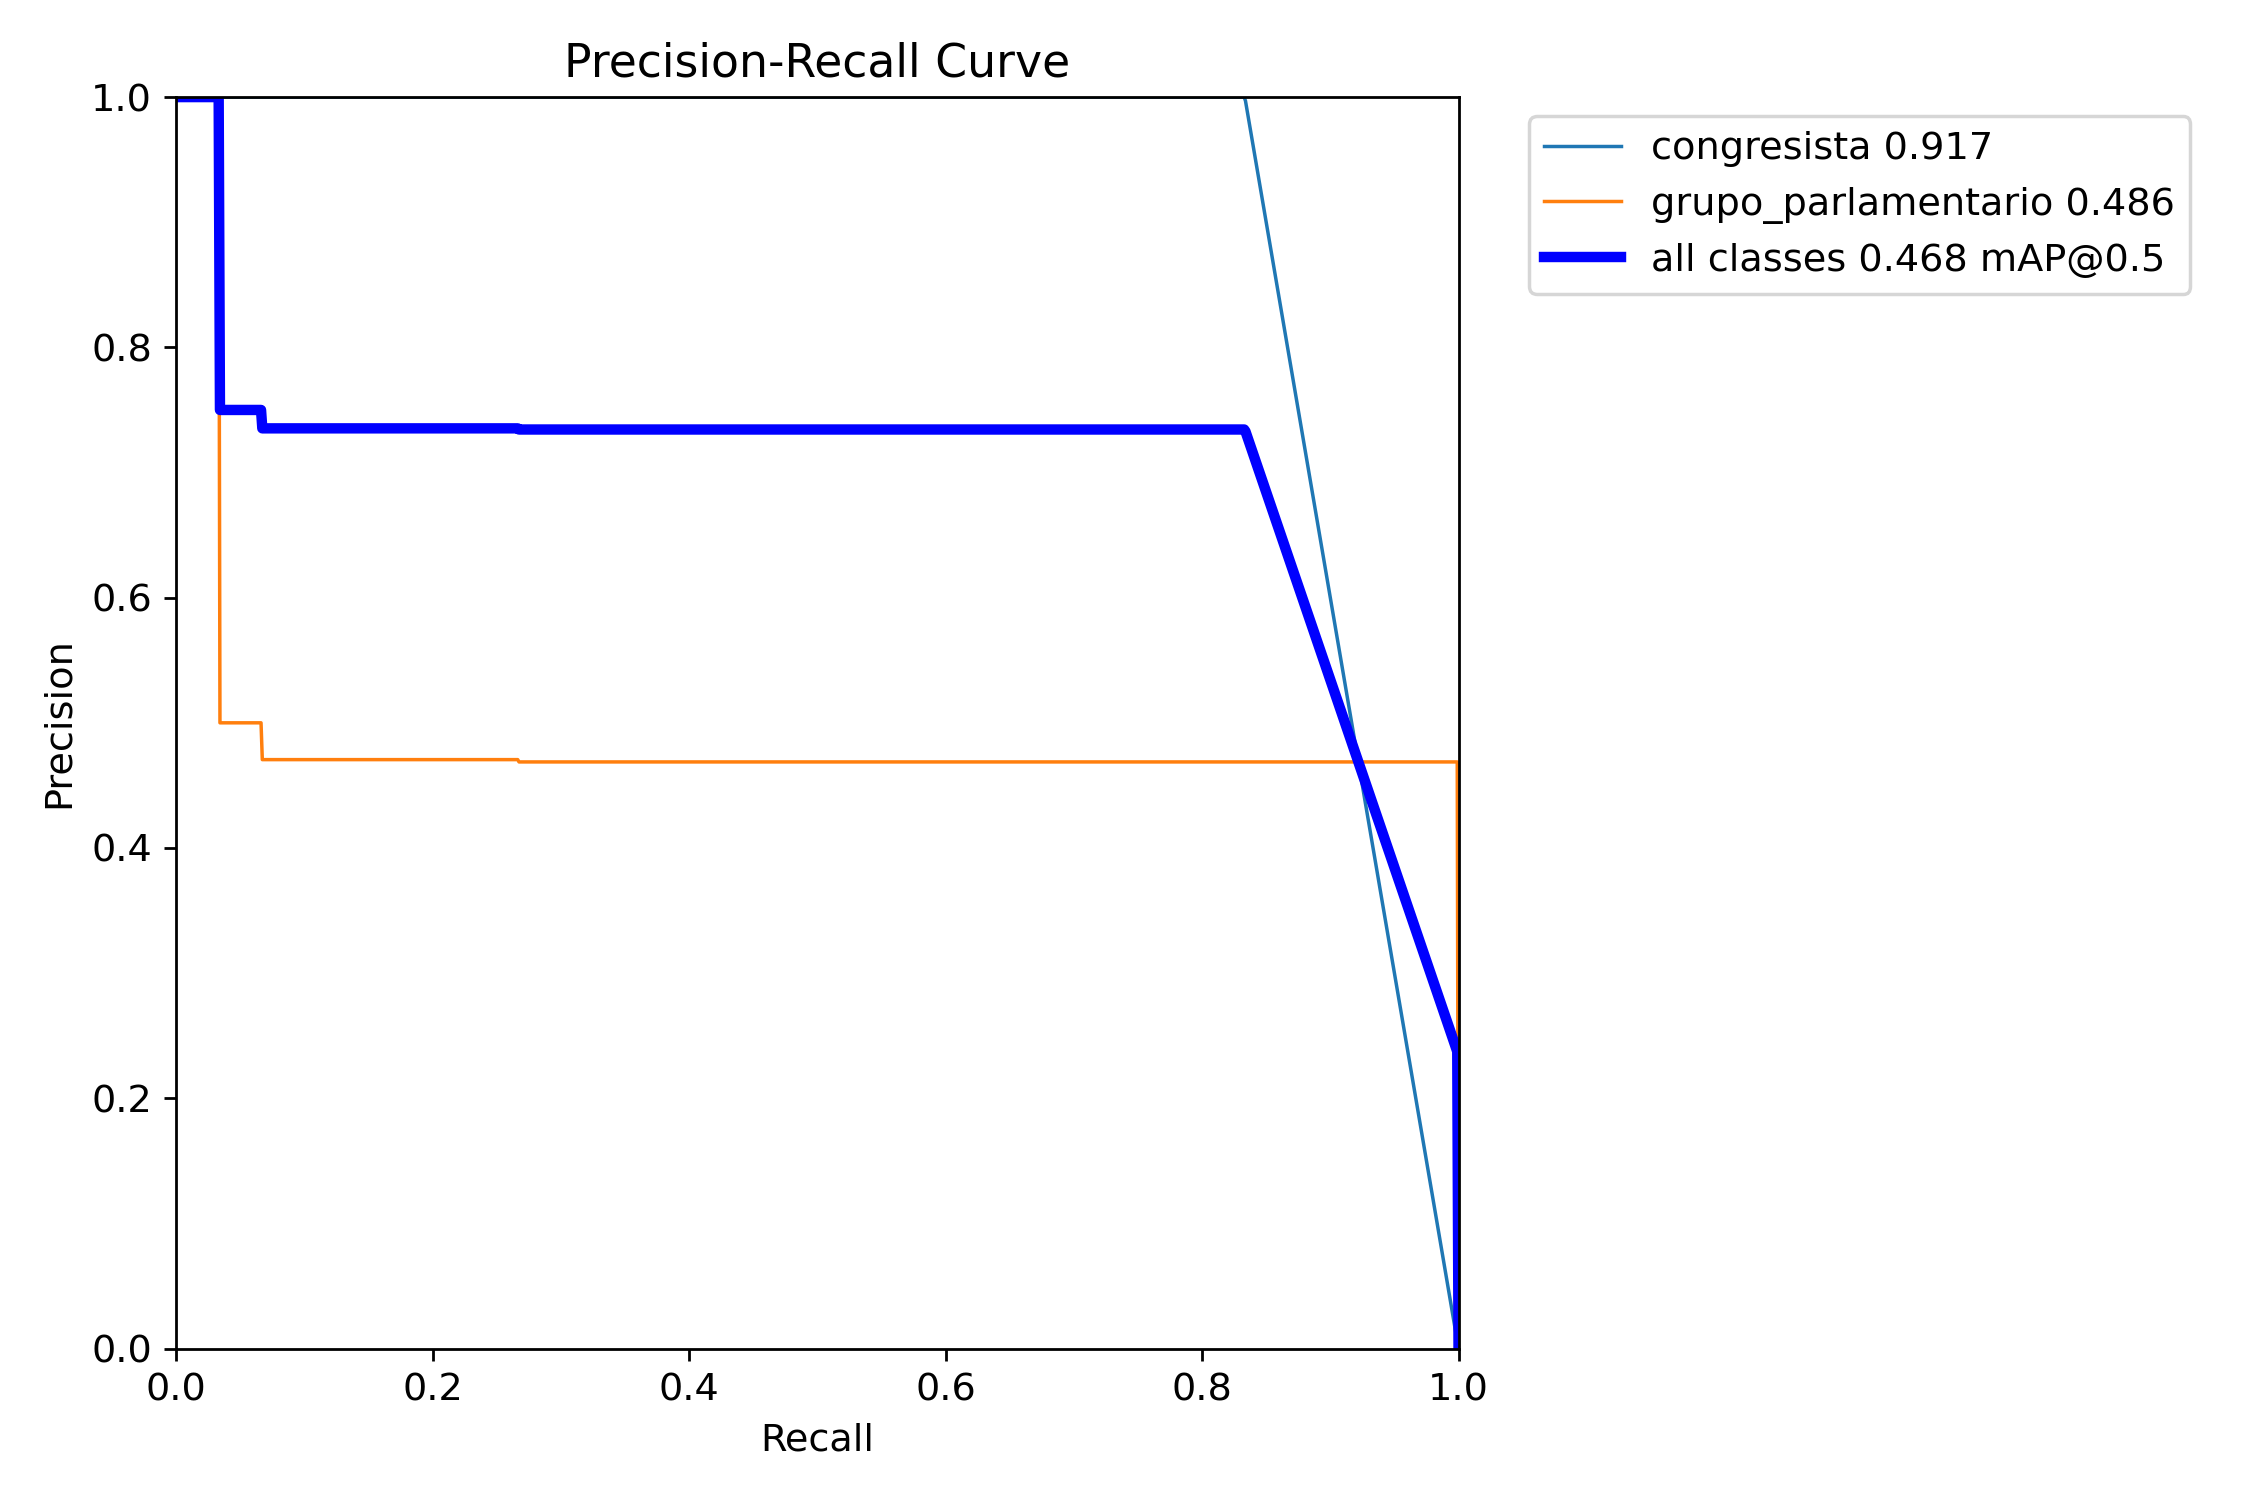 Precision-Recall Curve
1.0
0.8
0.6
0.4
0.2
0.0
Precision
0.0 0.2 0.4 0.6 0.8 1.0
Recall
congresista 0.917
grupo_parlamentario 0.486
all classes 0.468 mAP@0.5